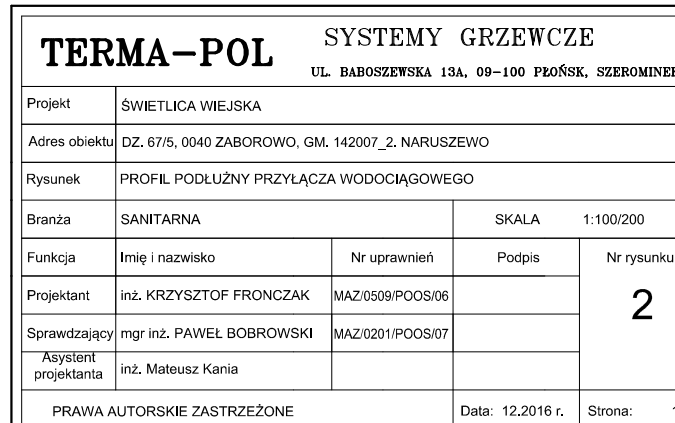 TERMA-POL SYSTEMY GRZEWCZE
UL. BABOSZEWSKA 13A, 09-100 PŁOŃSK, SZEROMINEK
Projekt ŚWIETLICA WIEJSKA
Adres obiektu DZ. 67/5, 0040 ZABOROWO, GM. 142007_2. NARUSZEWO
Rysunek PROFIL PODŁUŻNY PRZYŁĄCZA WODOCIĄGOWEGO
Branża SANITARNA SKALA 1:100/200
Funkcja Imię i nazwisko Nr uprawnień Podpis Nr rysunku
Projektant inż. KRZYSZTOF FRONCZAK MAZ/0509/POOS/06 2
Sprawdzający mgr inż. PAWEŁ BOBROWSKI MAZ/0201/POOS/07
Asystent
projektanta inż. Mateusz Kania
PRAWA AUTORSKIE ZASTRZEŻONE Data: 12.2016 r. Strona: